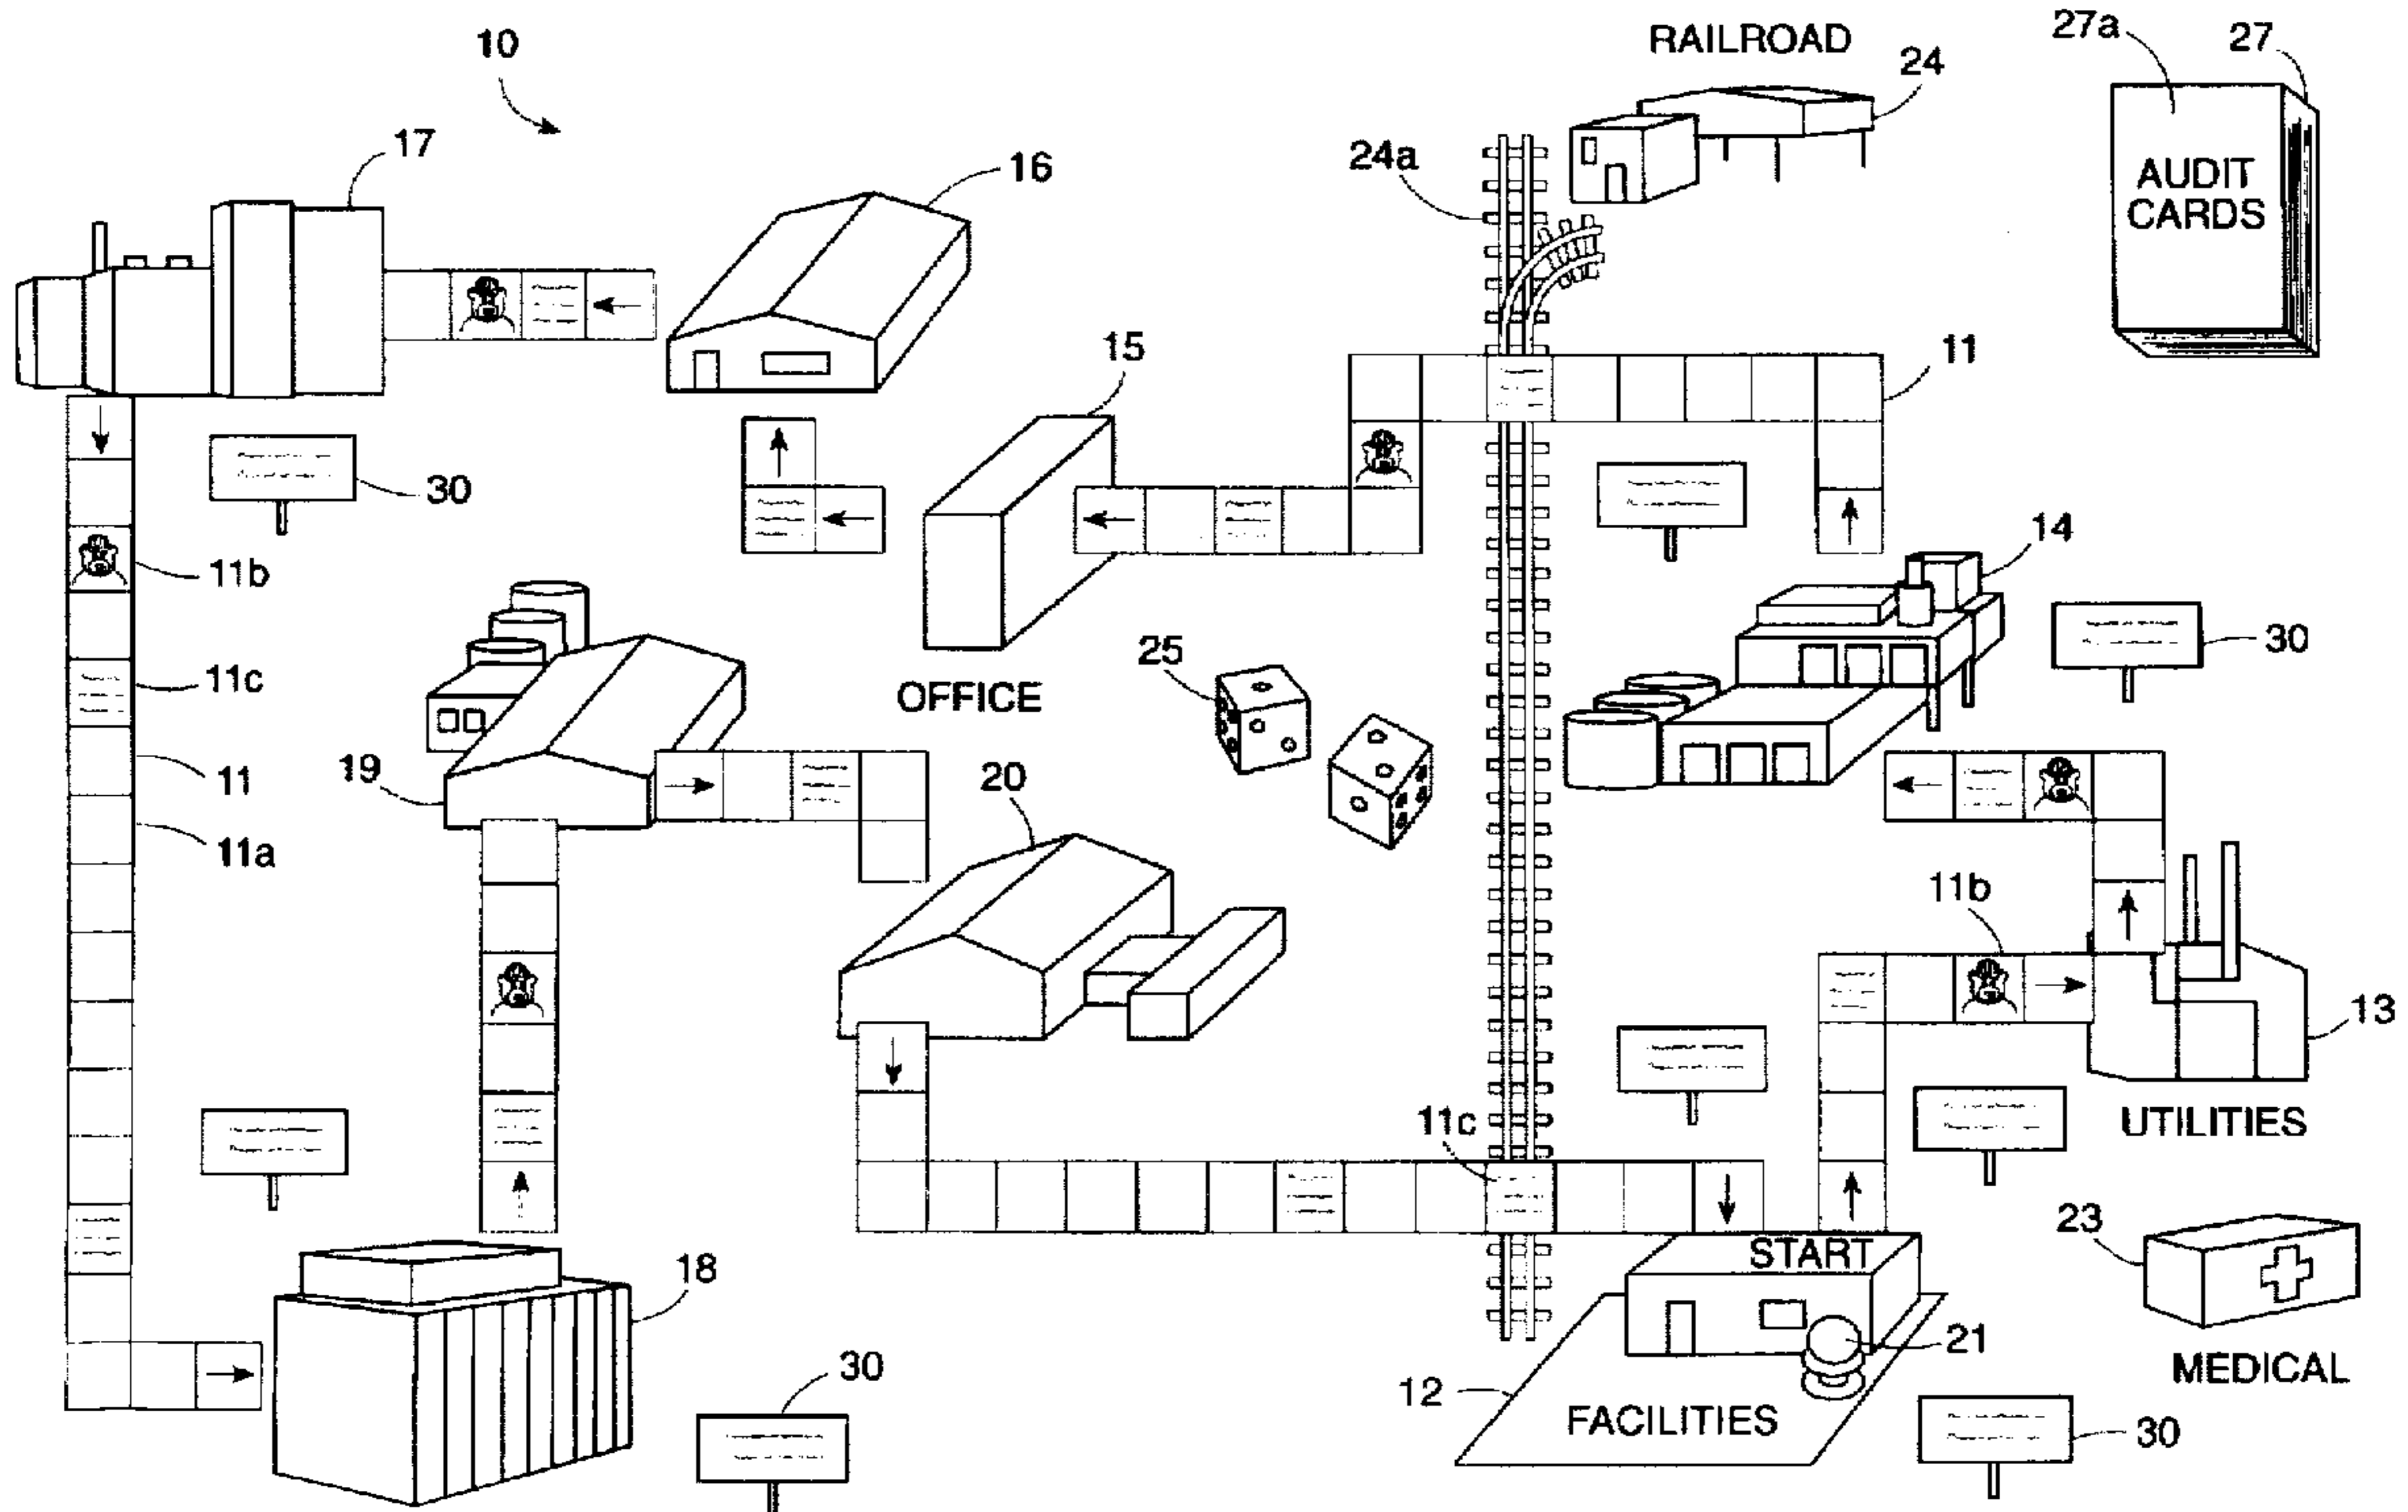 RAILROAD
27a
27
10
24
17
16
24a
AUDIT
CARDS
15
11
30
11b
14
11c
25
30
OFFICE
11
19
20
11a
11b
13
11c
UTILITIES
23
18
START
21
30
12
MEDICAL
FACILITIES
30